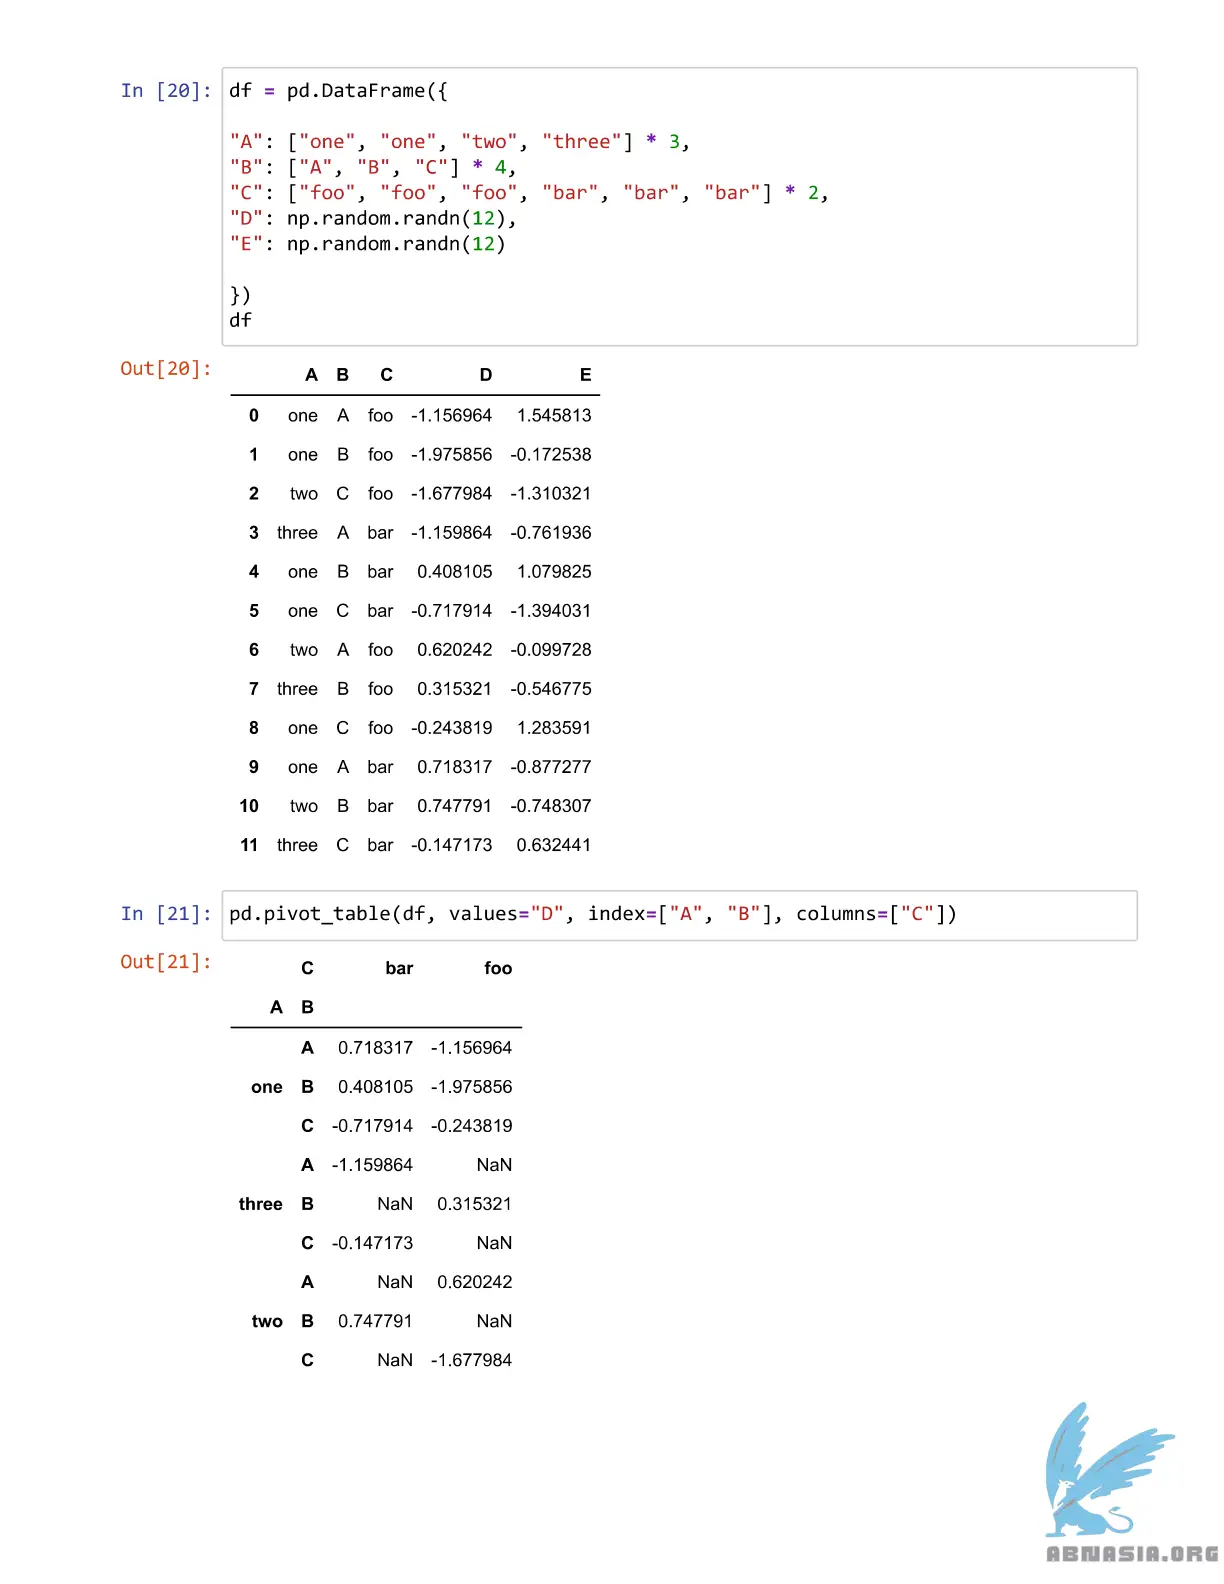 In [20]: df = pd.DataFrame({
"A": ["one", "one", "two", "three"] * 3,
"B": ["A", "B", "C"] * 4,
"C": ["foo", "foo", "foo", "bar", "bar", "bar"] * 2,
"D": np.random.randn(12),
"E": np.random.randn(12)
})
df
Out[20]:
A B C D E
0 one A foo -1.156964 1.545813
1 one B foo -1.975856 -0.172538
2 two C foo -1.677984 -1.310321
3 three A bar -1.159864 -0.761936
4 one B bar 0.408105 1.079825
5 one C bar -0.717914 -1.394031
6 two A foo 0.620242 -0.099728
7 three B foo 0.315321 -0.546775
8 one C foo -0.243819 1.283591
9 one A bar 0.718317 -0.877277
10 two B bar 0.747791 -0.748307
11 three C bar -0.147173 0.632441
In [21]: pd.pivot_table(df, values="D", index=["A", "B"], columns=["C"])
Out[21]:
C bar foo
A B
A 0.718317 -1.156964
one B 0.408105 -1.975856
C -0.717914 -0.243819
A -1.159864 NaN
three B NaN 0.315321
C -0.147173 NaN
A NaN 0.620242
two B 0.747791 NaN
C NaN -1.677984
ABNASIA.ORG